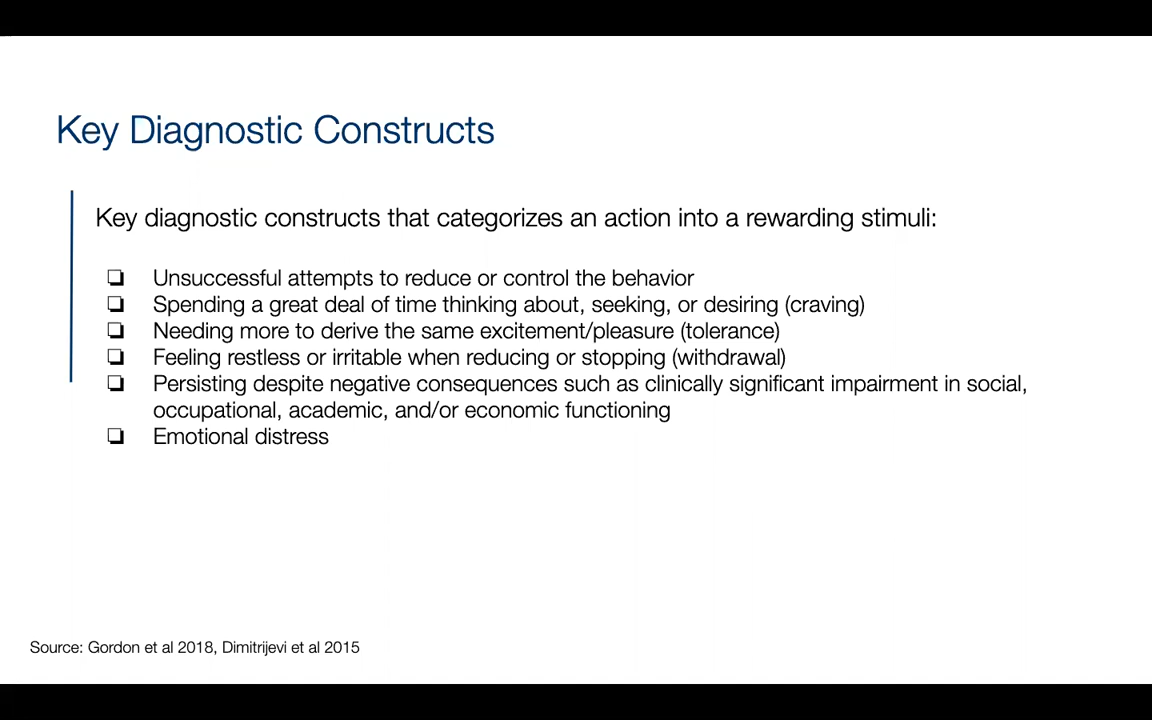 Key Diagnostic Constructs
Key diagnostic constructs that categorizes an action into a rewarding stimuli:
❏ Unsuccessful attempts to reduce or control the behavior
❏ Spending a great deal of time thinking about, seeking, or desiring (craving)
❏ Needing more to derive the same excitement/pleasure (tolerance)
❏ Feeling restless or irritable when reducing or stopping (withdrawal)
❏ Persisting despite negative consequences such as clinically significant impairment in social,
occupational, academic, and/or economic functioning
❏ Emotional distress
Source: Gordon et al 2018, Dimitrijevi et al 2015